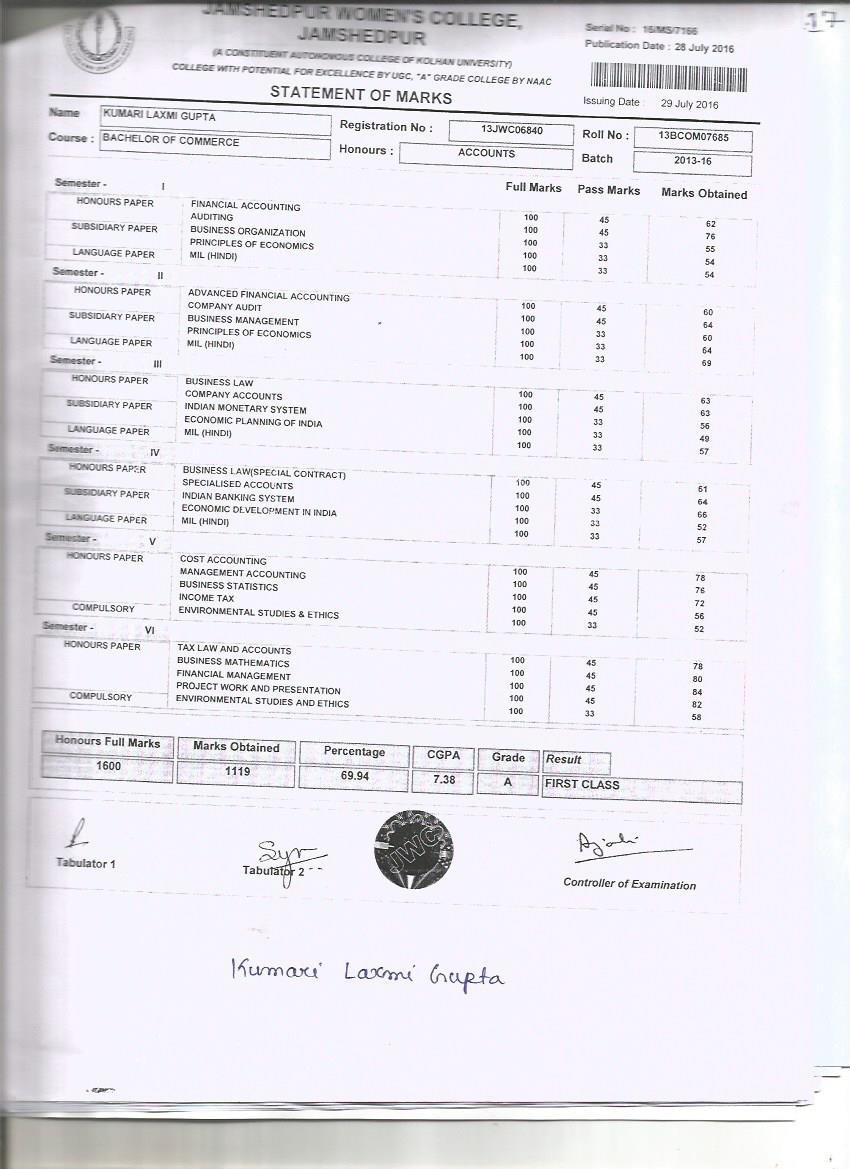 17
JAMSHEDPUR WOMEN'S COLLEGE,
JAMSHEDPUR
(A CONSTITUENT AUTONOMOUS COLLEGE OF KOLHAN UNIVERSITY)
COLLEGE WITH POTENTIAL FOR EXCELLENCE BY UGC, "A" GRADE COLLEGE BY NAAC
STATEMENT OF MARKS
Serial No : 16/MS/7166
Publication Date : 28 July 2016
Issuing Date : 29 July 2016
Name KUMARI LAXMI GUPTA Registration No : 13JWC06840 Roll No : 13BCOM07685
Course : BACHELOR OF COMMERCE Honours : ACCOUNTS Batch 2013-16
Full Marks Pass Marks Marks Obtained
Semester - I
HONOURS PAPER FINANCIAL ACCOUNTING 100 45 62
AUDITING 100 45 76
SUBSIDIARY PAPER BUSINESS ORGANIZATION 100 33 55
PRINCIPLES OF ECONOMICS 100 33 54
LANGUAGE PAPER MIL (HINDI) 100 33 54
Semester - II
HONOURS PAPER ADVANCED FINANCIAL ACCOUNTING 100 45 60
COMPANY AUDIT 100 45 64
SUBSIDIARY PAPER BUSINESS MANAGEMENT 100 33 60
PRINCIPLES OF ECONOMICS 100 33 64
LANGUAGE PAPER MIL (HINDI) 100 33 69
Semester - III
HONOURS PAPER BUSINESS LAW 100 45 63
COMPANY ACCOUNTS 100 45 63
SUBSIDIARY PAPER INDIAN MONETARY SYSTEM 100 33 56
ECONOMIC PLANNING OF INDIA 100 33 49
LANGUAGE PAPER MIL (HINDI) 100 33 57
Semester - IV
HONOURS PAPER BUSINESS LAW(SPECIAL CONTRACT) 100 45 61
SPECIALISED ACCOUNTS 100 45 64
SUBSIDIARY PAPER INDIAN BANKING SYSTEM 100 33 66
ECONOMIC DEVELOPMENT IN INDIA 100 33 52
LANGUAGE PAPER MIL (HINDI) 100 33 57
Semester - V
HONOURS PAPER COST ACCOUNTING 100 45 78
MANAGEMENT ACCOUNTING 100 45 76
BUSINESS STATISTICS 100 45 72
INCOME TAX 100 45 56
COMPULSORY ENVIRONMENTAL STUDIES & ETHICS 100 33 52
Semester - VI
HONOURS PAPER TAX LAW AND ACCOUNTS 100 45 78
BUSINESS MATHEMATICS 100 45 80
FINANCIAL MANAGEMENT 100 45 84
PROJECT WORK AND PRESENTATION 100 45 82
COMPULSORY ENVIRONMENTAL STUDIES AND ETHICS 100 33 58
Honours Full Marks Marks Obtained Percentage CGPA Grade Result
1600 1119 69.94 7.38 A FIRST CLASS
JWC
Tabulator 1 Tabulator 2 Controller of Examination
Kumari Laxmi Gupta